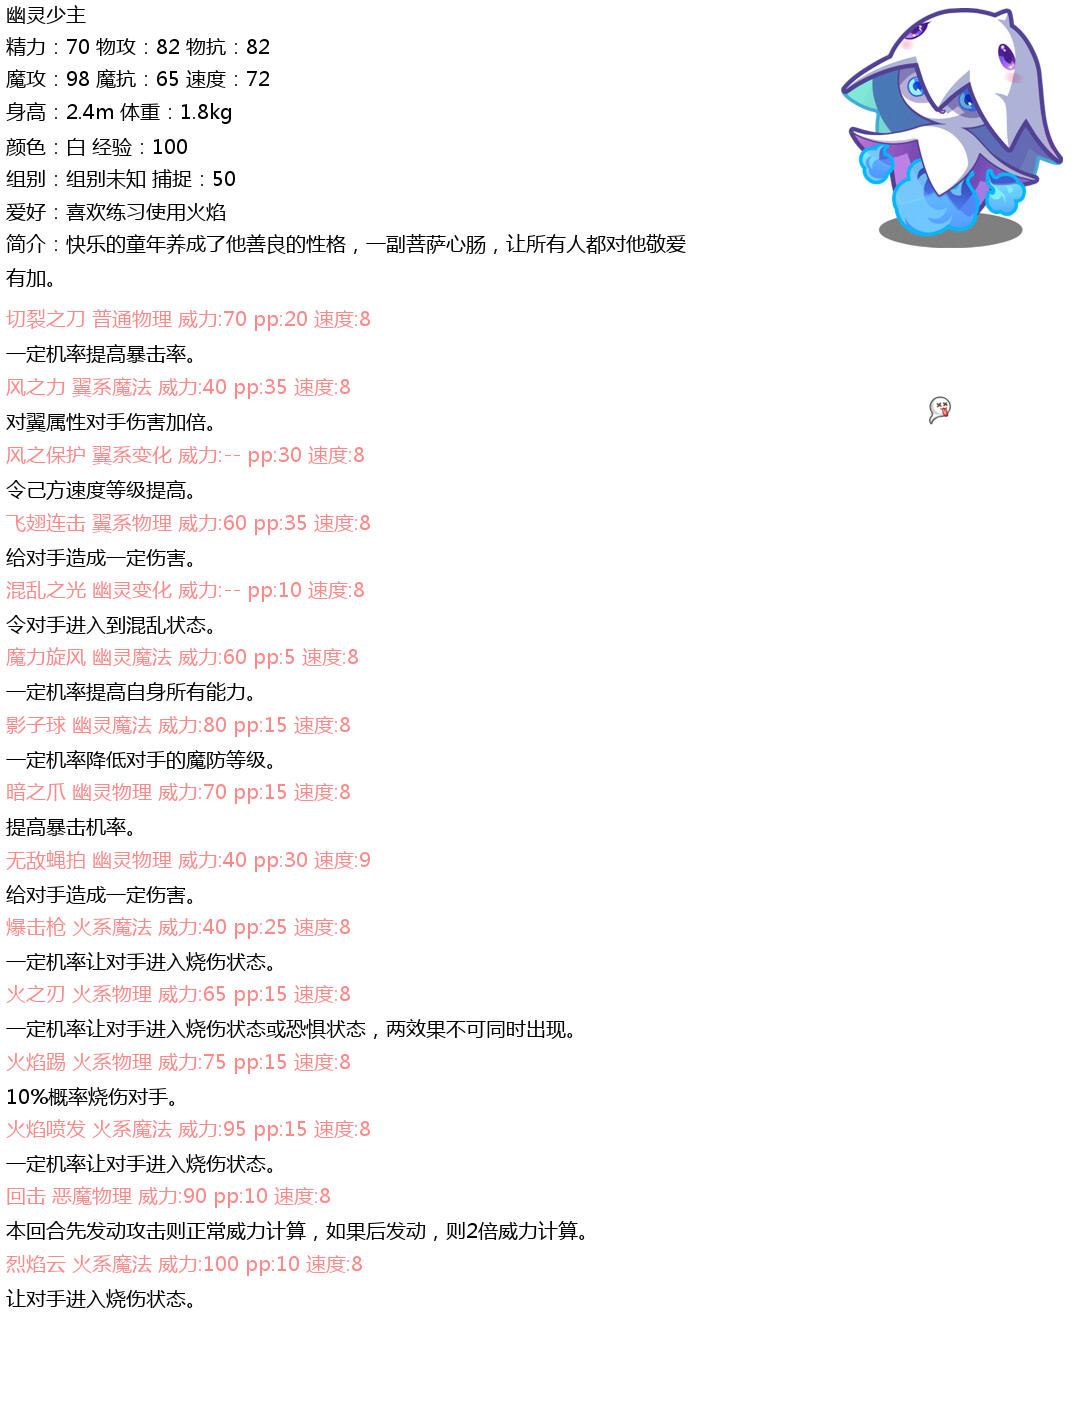 幽灵少主
精力：70 物攻：82 物抗：82
魔攻：98 魔抗：65 速度：72
身高：2.4m 体重：1.8kg
颜色：白 经验：100
组别：组别未知 捕捉：50
爱好：喜欢练习使用火焰
简介：快乐的童年养成了他善良的性格，一副菩萨心肠，让所有人都对他敬爱
有加。
切裂之刀 普通物理 威力:70 pp:20 速度:8
一定机率提高暴击率。
风之力 翼系魔法 威力:40 pp:35 速度:8
对翼属性对手伤害加倍。
风之保护 翼系变化 威力:-- pp:30 速度:8
令己方速度等级提高。
飞翅连击 翼系物理 威力:60 pp:35 速度:8
给对手造成一定伤害。
混乱之光 幽灵变化 威力:-- pp:10 速度:8
令对手进入到混乱状态。
魔力旋风 幽灵魔法 威力:60 pp:5 速度:8
一定机率提高自身所有能力。
影子球 幽灵魔法 威力:80 pp:15 速度:8
一定机率降低对手的魔防等级。
暗之爪 幽灵物理 威力:70 pp:15 速度:8
提高暴击机率。
无敌蝇拍 幽灵物理 威力:40 pp:30 速度:9
给对手造成一定伤害。
爆击枪 火系魔法 威力:40 pp:25 速度:8
一定机率让对手进入烧伤状态。
火之刃 火系物理 威力:65 pp:15 速度:8
一定机率让对手进入烧伤状态或恐惧状态，两效果不可同时出现。
火焰踢 火系物理 威力:75 pp:15 速度:8
10%概率烧伤对手。
火焰喷发 火系魔法 威力:95 pp:15 速度:8
一定机率让对手进入烧伤状态。
回击 恶魔物理 威力:90 pp:10 速度:8
本回合先发动攻击则正常威力计算，如果后发动，则2倍威力计算。
烈焰云 火系魔法 威力:100 pp:10 速度:8
让对手进入烧伤状态。